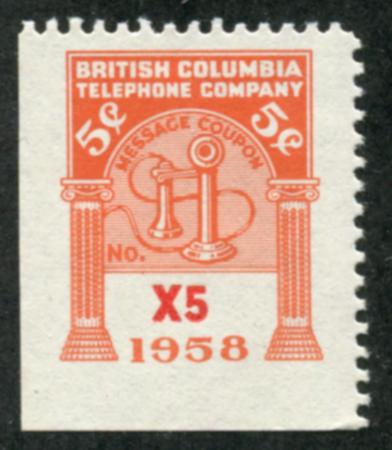 BRITISH COLUMBIA
TELEPHONE COMPANY
5¢ 5¢
MESSAGE COUPON
No.
X5
1958